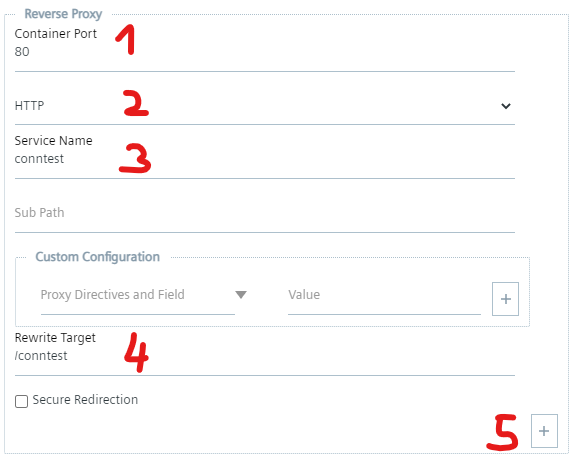 Reverse Proxy
Container Port
1
80
HTTP
2
Service Name
conntest
3
Sub Path
Custom Configuration
Proxy Directives and Field
Value
+
Rewrite Target
/conntest
4
Secure Redirection
5
+